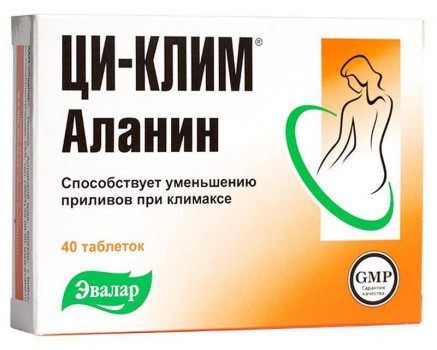 ЦИ-КЛИМ®
Аланин
Способствует уменьшению
приливов при климаксе
40 таблеток
Эвалар
GMP
Гарантия
качества